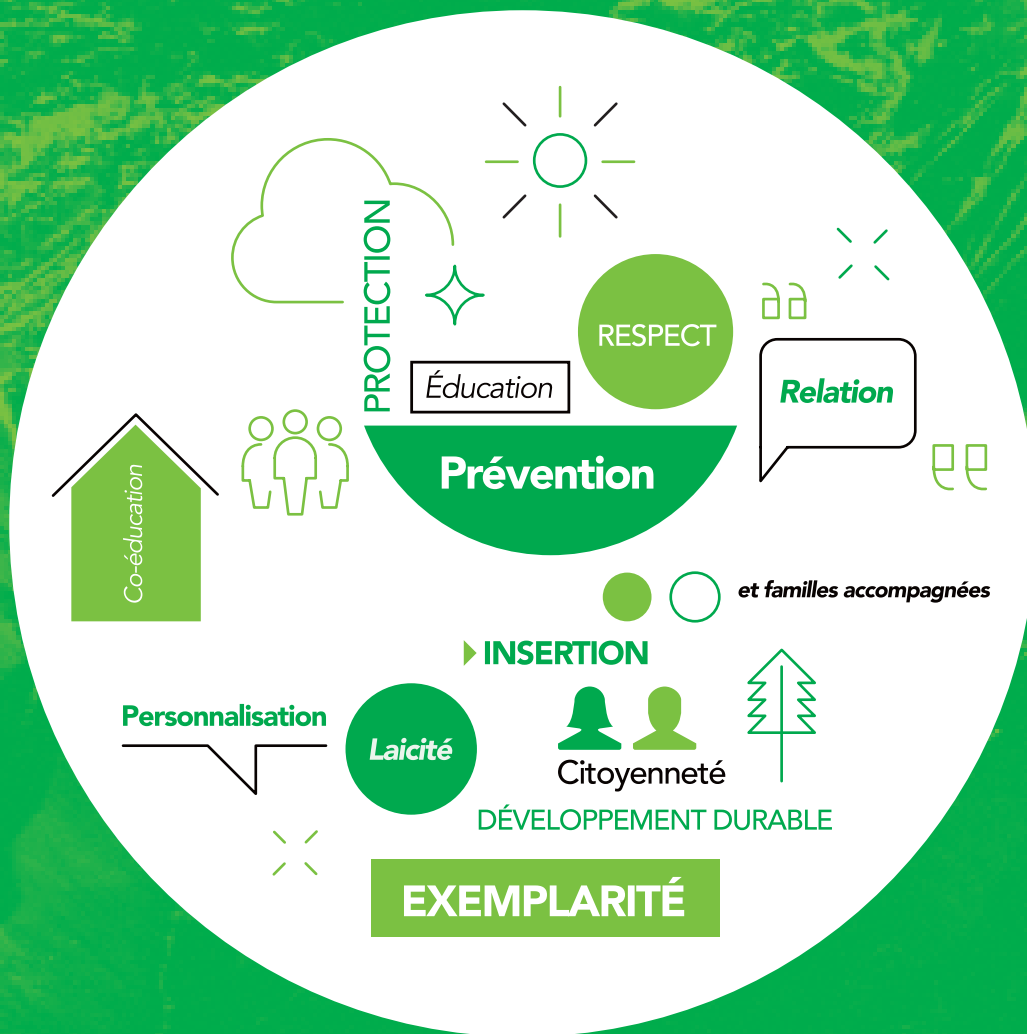 PROTECTION
RESPECT
Éducation
Relation
Prévention
Co-éducation
et familles accompagnées
INSERTION
Personnalisation
Laicité
Citoyenneté
DÉVELOPPEMENT DURABLE
EXEMPLARITÉ